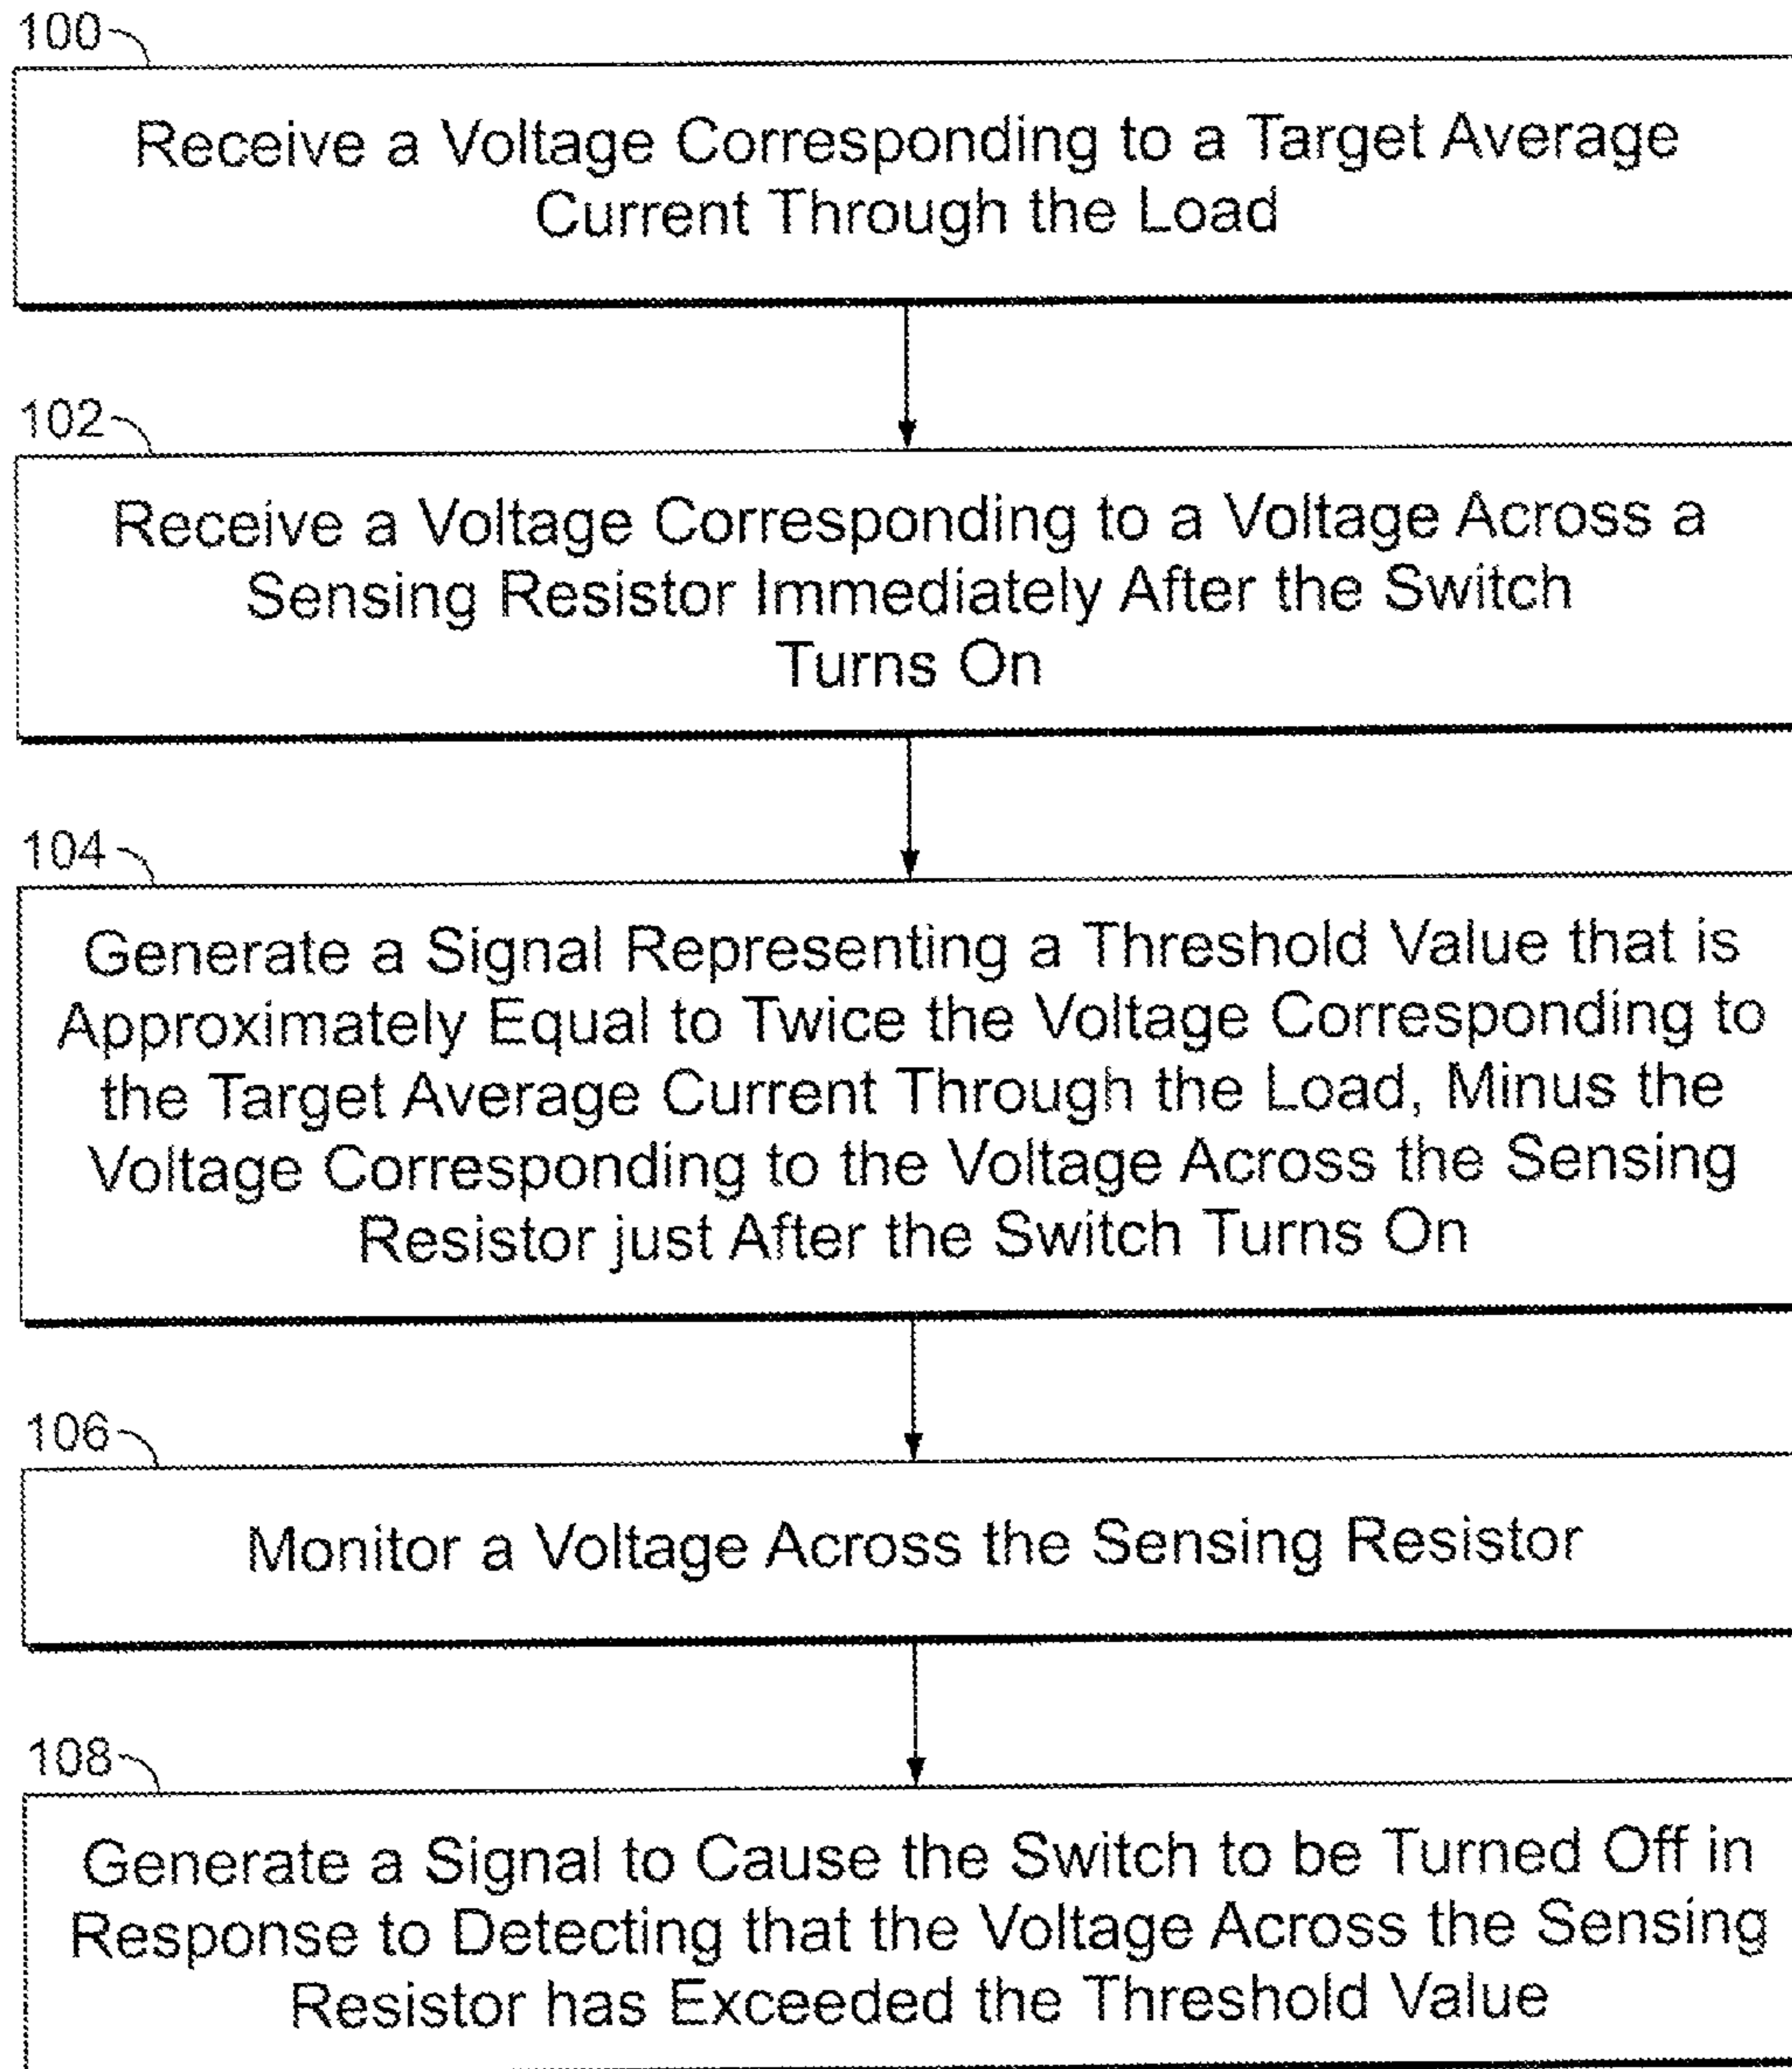 100
Receive a Voltage Corresponding to a Target Average
Current Through the Load
102
Receive a Voltage Corresponding to a Voltage Across a
Sensing Resistor Immediately After the Switch
Turns On
104
Generate a Signal Representing a Threshold Value that is
Approximately Equal to Twice the Voltage Corresponding to
the Target Average Current Through the Load, Minus the
Voltage Corresponding to the Voltage Across the Sensing
Resistor just After the Switch Turns On
106
Monitor a Voltage Across the Sensing Resistor
108
Generate a Signal to Cause the Switch to be Turned Off in
Response to Detecting that the Voltage Across the Sensing
Resistor has Exceeded the Threshold Value